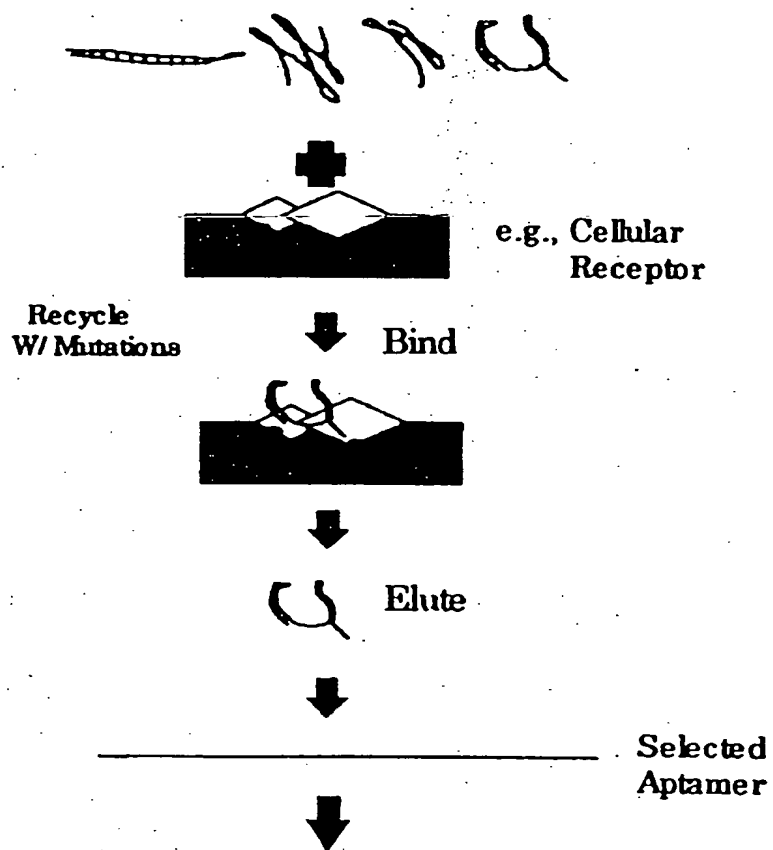 e.g., Cellular
Receptor
Recycle
W/ Mutations
Bind
Elute
Selected
Aptamer